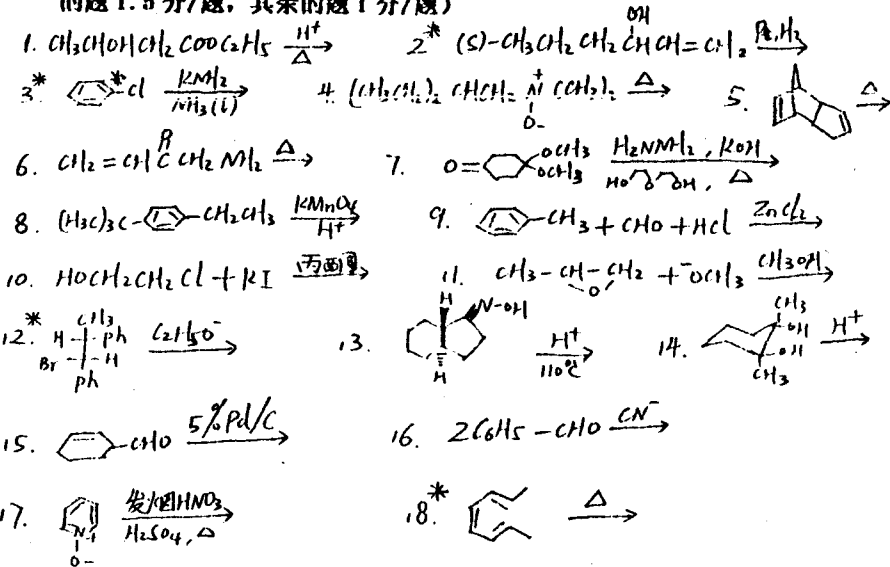 的题1.5分/题，其余的题1分/题）
1. CH3CHOHCH2COOC2H5 H+ Δ
2* (S)-CH3CH2CH2CHCH=CH2 OH Pt, H2
3* *Cl KNH2 NH3(l)
4. (CH3CH2)2CHCH2N(CH3)2 + O- Δ
5. Δ
6. CH2=CHCCH2NH2 Δ
7. O= OCH3 OCH3 H2NNH2, KOH HO OH, Δ
8. (H3C)3C- -CH2CH3 KMnO4 H+
9. -CH3+CHO+HCl ZnCl2
10. HOCH2CH2Cl+KI 丙酮
11. CH3-CH-CH2 O +-OCH3 CH3OH
12* CH3 H Ph Br H Ph C2H5O-
13. H N-OH H H+ 110℃
14. CH3 OH OH CH3 H+
15. -CHO 5%Pd/C
16. 2C6H5-CHO CN-
17. N+ O- 发烟HNO3 H2SO4, Δ
18* Δ